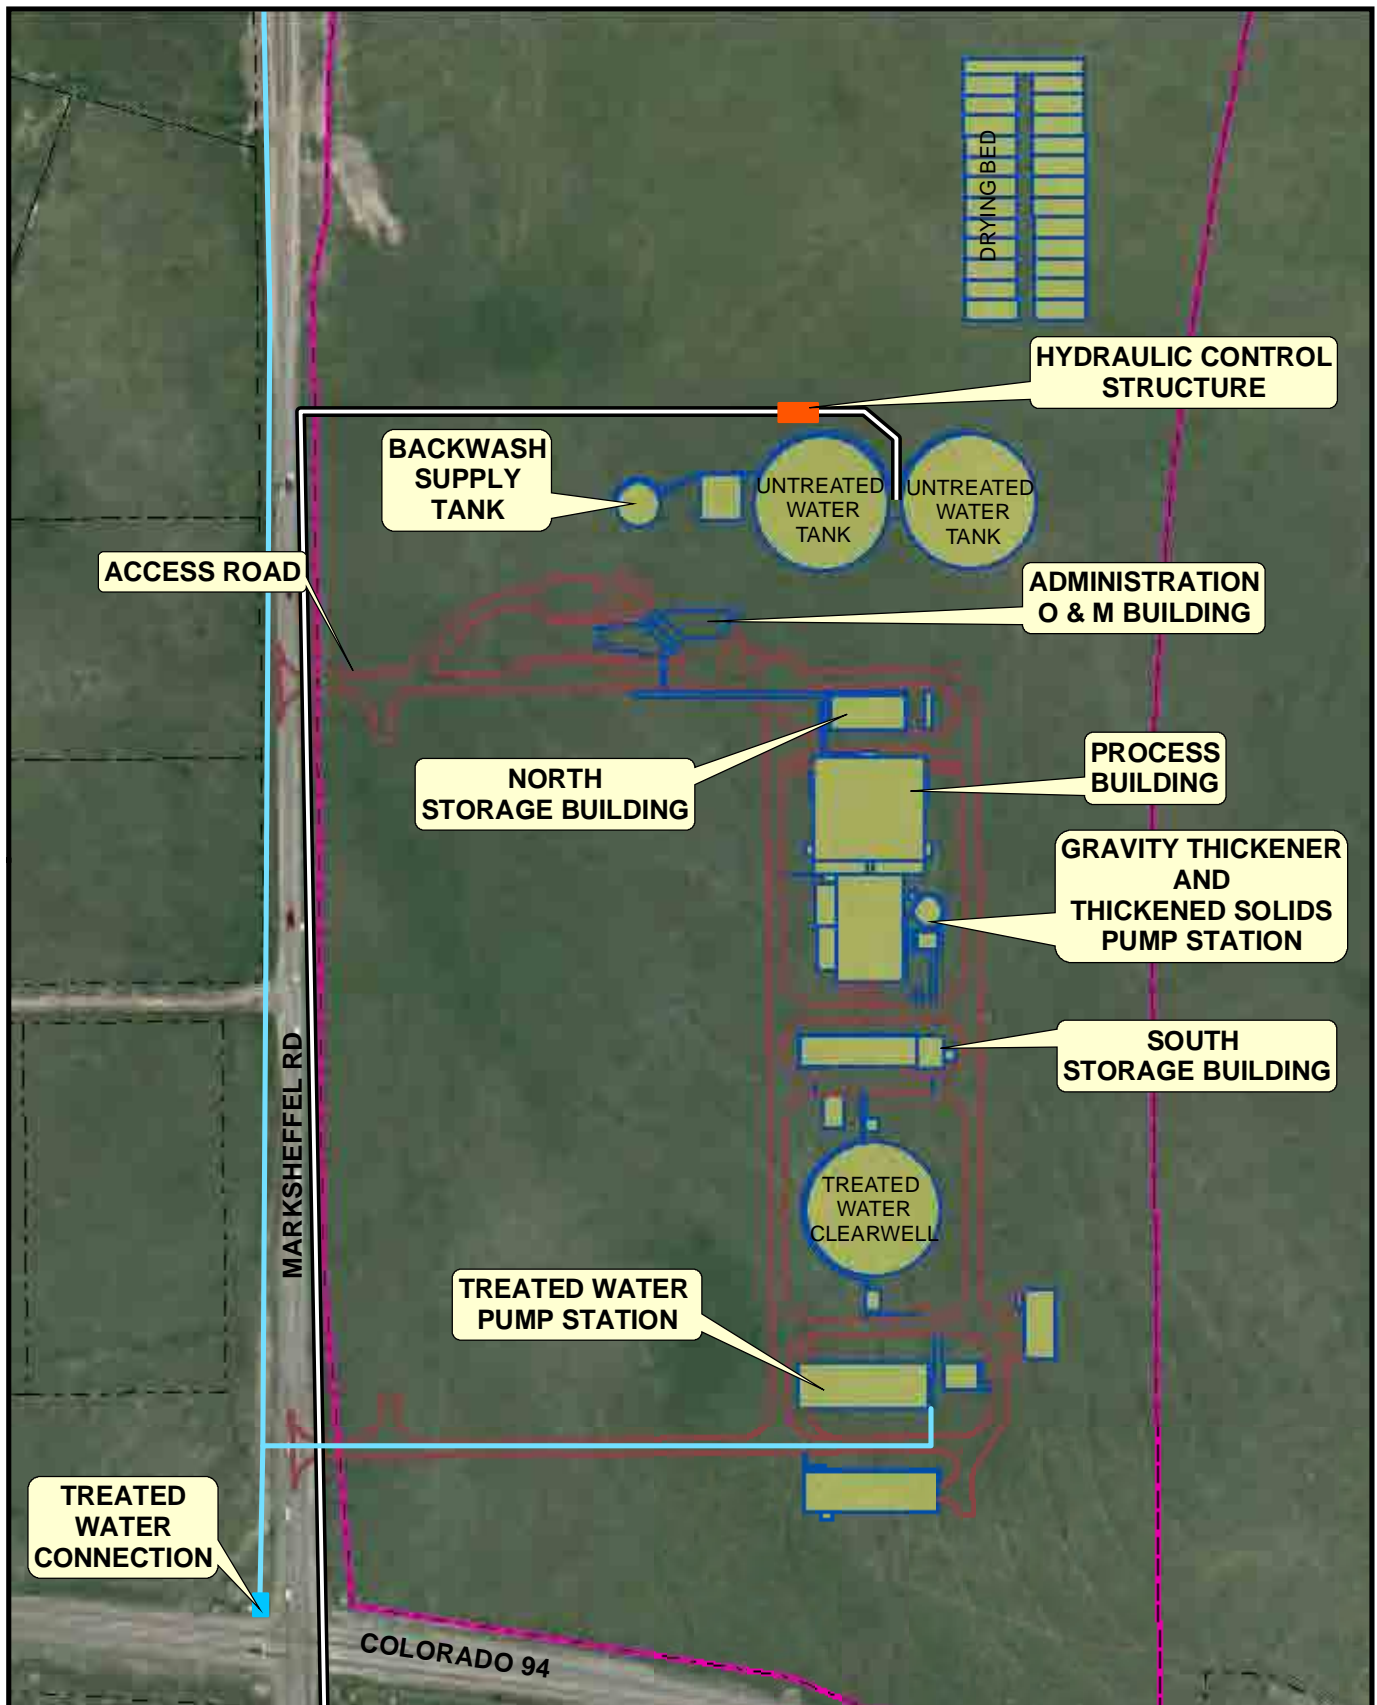 DRYING BED
HYDRAULIC CONTROL
STRUCTURE
BACKWASH
SUPPLY
TANK
UNTREATED
WATER
TANK
UNTREATED
WATER
TANK
ACCESS ROAD
ADMINISTRATION
O & M BUILDING
NORTH
STORAGE BUILDING
PROCESS
BUILDING
GRAVITY THICKENER
AND
THICKENED SOLIDS
PUMP STATION
SOUTH
STORAGE BUILDING
MARKSHEFFEL RD
TREATED
WATER
CLEARWELL
TREATED WATER
PUMP STATION
TREATED
WATER
CONNECTION
COLORADO 94